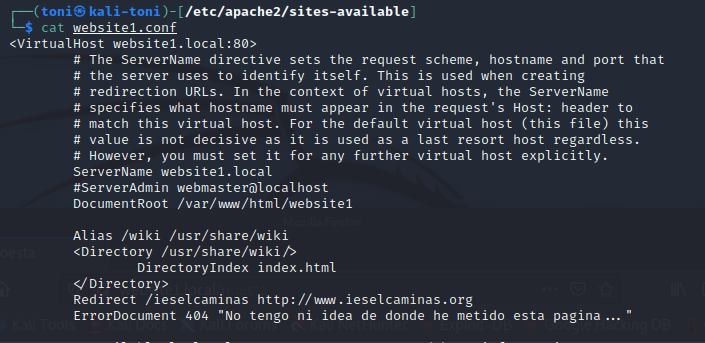 ┌──(toni㉿kali-toni)-[/etc/apache2/sites-available]
└─$ cat website1.conf
<VirtualHost website1.local:80>
# The ServerName directive sets the request scheme, hostname and port that
# the server uses to identify itself. This is used when creating
# redirection URLs. In the context of virtual hosts, the ServerName
# specifies what hostname must appear in the request's Host: header to
# match this virtual host. For the default virtual host (this file) this
# value is not decisive as it is used as a last resort host regardless.
# However, you must set it for any further virtual host explicitly.
ServerName website1.local
#ServerAdmin webmaster@localhost
DocumentRoot /var/www/html/website1
Alias /wiki /usr/share/wiki
<Directory /usr/share/wiki/>
DirectoryIndex index.html
</Directory>
Redirect /ieselcaminas http://www.ieselcaminas.org
ErrorDocument 404 "No tengo ni idea de donde he metido esta pagina..."